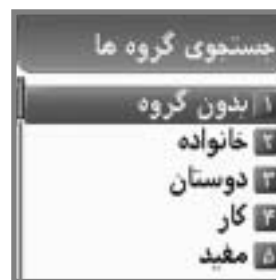 جستجوی گروه ها
۱ بدون گروه
۲ خانواده
۳ دوستان
۴ کار
۵ مفید